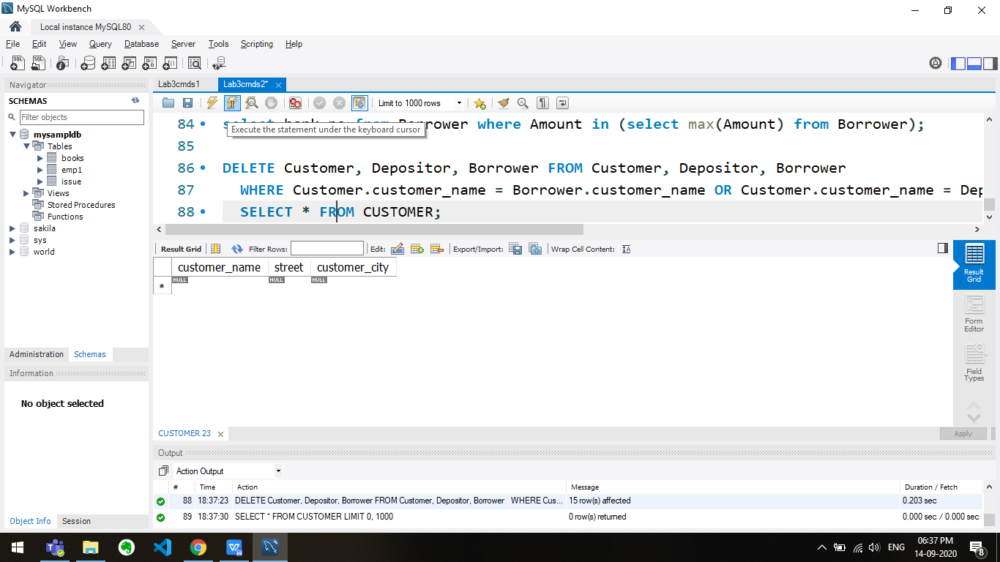 MySQL Workbench
Local instance MySQL80
File Edit View Query Database Server Tools Scripting Help
Navigator
SCHEMAS
Filter objects
mysampldb
Tables
books
emp1
issue
Views
Stored Procedures
Functions
sakila
sys
world
Administration Schemas
Information
No object selected
Object Info Session
Lab3cmds1 Lab3cmds2*
Limit to 1000 rows
84 from Borrower where Amount in (select max(Amount) from Borrower);
Execute the statement under the keyboard cursor
85
86 DELETE Customer, Depositor, Borrower FROM Customer, Depositor, Borrower
87 WHERE Customer.customer_name = Borrower.customer_name OR Customer.customer_name = Dep
88 SELECT * FROM CUSTOMER;
Result Grid Filter Rows: Edit: Export/Import: Wrap Cell Content:
customer_name street customer_city
NULL NULL NULL
Result Grid
Form Editor
Field Types
CUSTOMER 23
Apply
Output
Action Output
# Time Action Message Duration / Fetch
88 18:37:23 DELETE Customer, Depositor, Borrower FROM Customer, Depositor, Borrower WHERE Cus... 15 row(s) affected 0.203 sec
89 18:37:30 SELECT * FROM CUSTOMER LIMIT 0, 1000 0 row(s) returned 0.000 sec / 0.000 sec
ENG
06:37 PM
14-09-2020
8